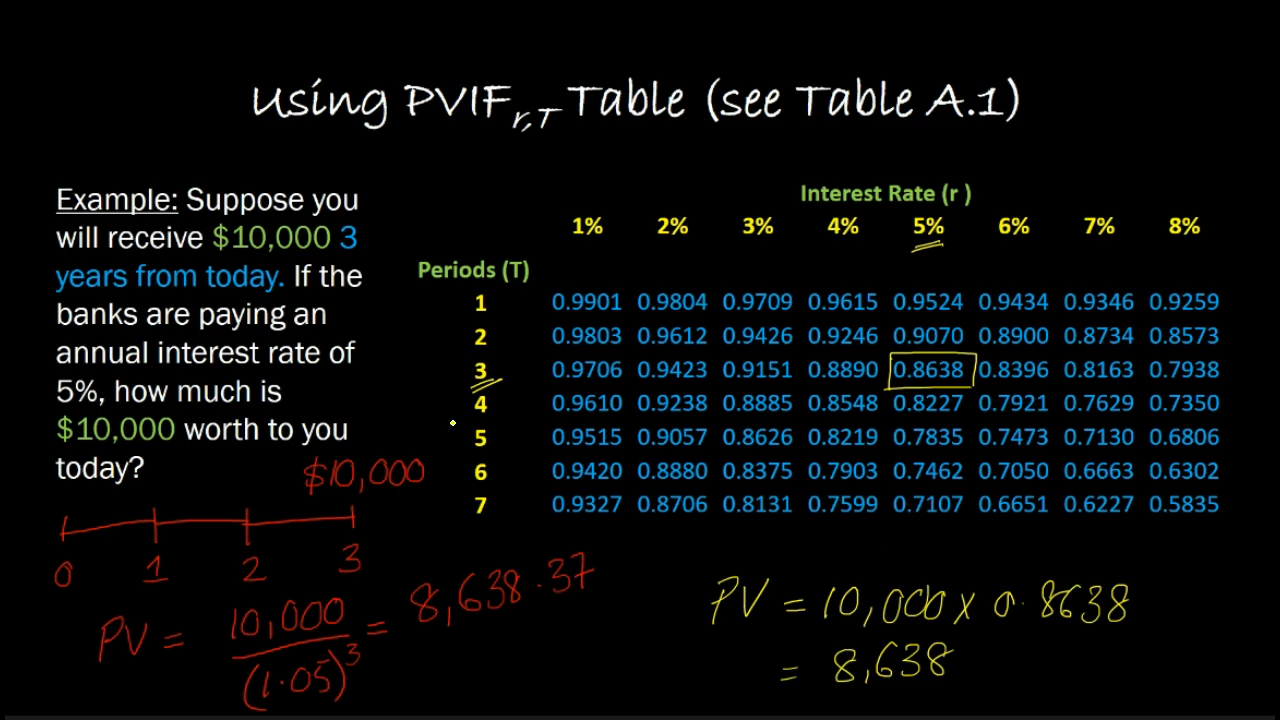 Using PVIFr,T Table (see Table A.1)
Example: Suppose you
will receive $10,000 3
years from today. If the
banks are paying an
annual interest rate of
5%, how much is
$10,000 worth to you
today?
$10,000
0 1 2 3
PV = 10,000 / (1.05)^3 = 8,638.37
Interest Rate (r )
1% 2% 3% 4% 5% 6% 7% 8%
Periods (T)
1 0.9901 0.9804 0.9709 0.9615 0.9524 0.9434 0.9346 0.9259
2 0.9803 0.9612 0.9426 0.9246 0.9070 0.8900 0.8734 0.8573
3 0.9706 0.9423 0.9151 0.8890 0.8638 0.8396 0.8163 0.7938
4 0.9610 0.9238 0.8885 0.8548 0.8227 0.7921 0.7629 0.7350
5 0.9515 0.9057 0.8626 0.8219 0.7835 0.7473 0.7130 0.6806
6 0.9420 0.8880 0.8375 0.7903 0.7462 0.7050 0.6663 0.6302
7 0.9327 0.8706 0.8131 0.7599 0.7107 0.6651 0.6227 0.5835
PV = 10,000 x 0.8638
= 8,638